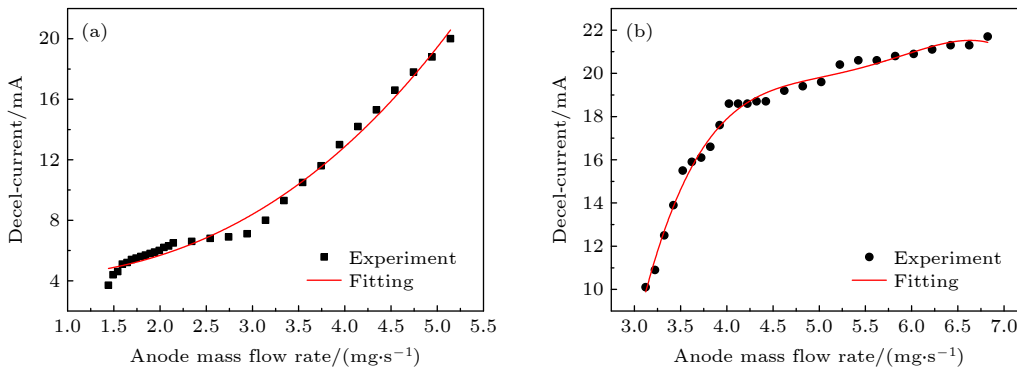 (a)
Decel-current/mA
20
16
12
8
4
Experiment
Fitting
1.0 1.5 2.0 2.5 3.0 3.5 4.0 4.5 5.0 5.5
Anode mass flow rate/(mg·s⁻¹)
(b)
Decel-current/mA
22
20
18
16
14
12
10
Experiment
Fitting
3.0 3.5 4.0 4.5 5.0 5.5 6.0 6.5 7.0
Anode mass flow rate/(mg·s⁻¹)